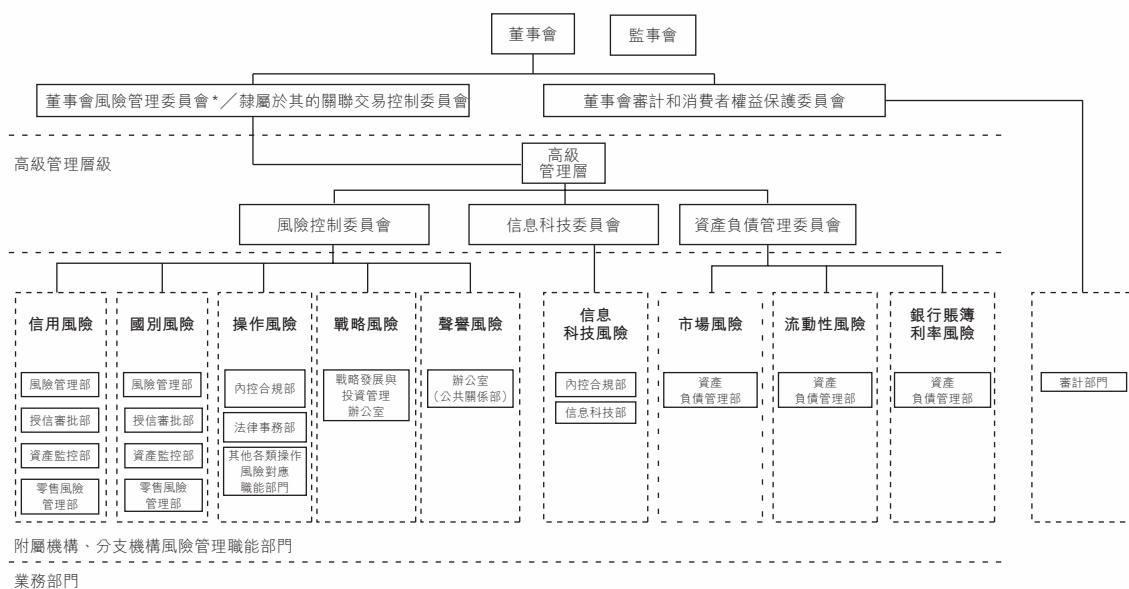 董事會
監事會
董事會風險管理委員會*／隸屬於其的關聯交易控制委員會
董事會審計和消費者權益保護委員會
高級管理層級
高級
管理層
風險控制委員會
信息科技委員會
資產負債管理委員會
信用風險
風險管理部
授信審批部
資產監控部
零售風險
管理部
國別風險
風險管理部
授信審批部
資產監控部
零售風險
管理部
操作風險
內控合規部
法律事務部
其他各類操作
風險對應
職能部門
戰略風險
戰略發展與
投資管理
辦公室
聲譽風險
辦公室
（公共關係部）
信息
科技風險
內控合規部
信息科技部
市場風險
資產
負債管理部
流動性風險
資產
負債管理部
銀行賬簿
利率風險
資產
負債管理部
審計部門
附屬機構、分支機構風險管理職能部門
業務部門